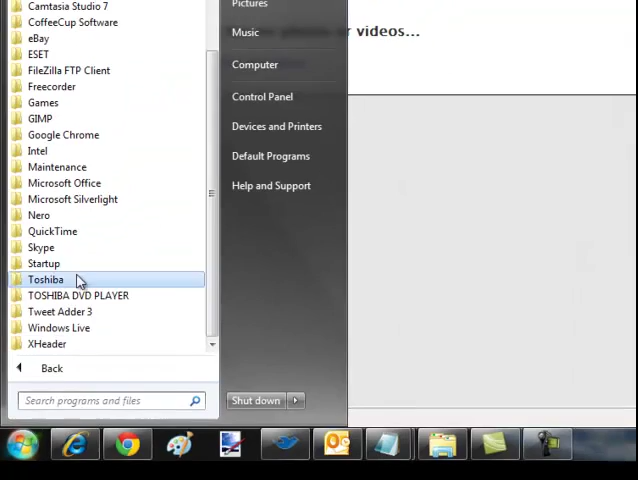 Camtasia Studio 7
CoffeeCup Software
eBay
ESET
FileZilla FTP Client
Freecorder
Games
GIMP
Google Chrome
Intel
Maintenance
Microsoft Office
Microsoft Silverlight
Nero
QuickTime
Skype
Startup
Toshiba
TOSHIBA DVD PLAYER
Tweet Adder 3
Windows Live
XHeader
Back
Search programs and files
Pictures
Music
Computer
Control Panel
Devices and Printers
Default Programs
Help and Support
Shut down
videos...